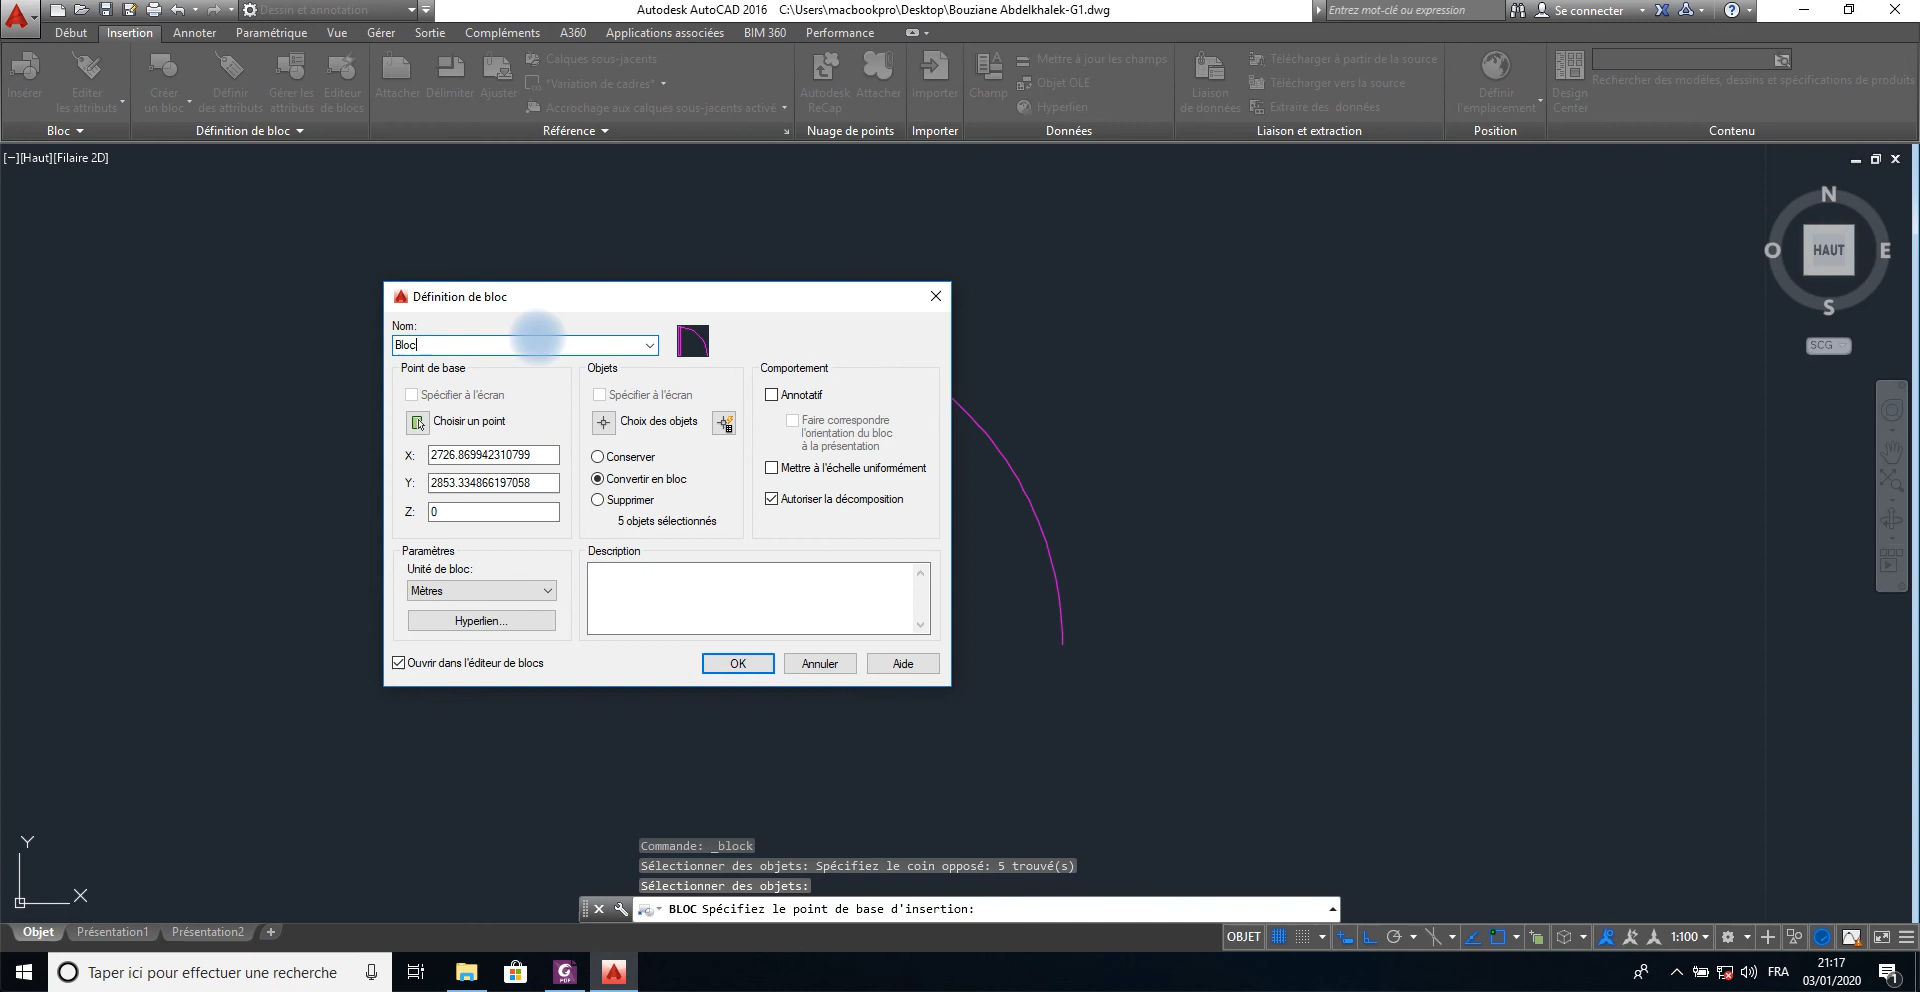 Dessin et annotation
Autodesk AutoCAD 2016 C:\Users\macbookpro\Desktop\Bouziane Abdelkhalek-G1.dwg
Entrez mot-clé ou expression
Se connecter
Début Insertion Annoter Paramétrique Vue Gérer Sortie Compléments A360 Applications associées BIM 360 Performance
Insérer
Editer
les attributs
Créer
un bloc
Définir
des attributs
Gérer les
attributs
Editeur
de blocs
Attacher
Délimiter
Ajuster
Calques sous-jacents
*Variation de cadres*
Accrochage aux calques sous-jacents activé
Autodesk
ReCap
Attacher
Importer
Champ
Mettre à jour les champs
Objet OLE
Hyperlien
Liaison
de données
Télécharger à partir de la source
Télécharger vers la source
Extraire des données
Définir
l'emplacement
Design
Center
Rechercher des modèles, dessins et spécifications de produits
Bloc
Définition de bloc
Référence
Nuage de points
Importer
Données
Liaison et extraction
Position
Contenu
[−][Haut][Filaire 2D]
N
O
HAUT
E
S
SCG
Définition de bloc
Nom:
Bloc
Point de base
Spécifier à l'écran
Choisir un point
X: 2726.869942310799
Y: 2853.334866197058
Z: 0
Objets
Spécifier à l'écran
Choix des objets
Conserver
Convertir en bloc
Supprimer
5 objets sélectionnés
Comportement
Annotatif
Faire correspondre
l'orientation du bloc
à la présentation
Mettre à l'échelle uniformément
Autoriser la décomposition
Paramètres
Unité de bloc:
Mètres
Hyperlien...
Description
Ouvrir dans l'éditeur de blocs
OK
Annuler
Aide
Y
X
Commande: _block
Sélectionner des objets: Spécifiez le coin opposé: 5 trouvé(s)
Sélectionner des objets:
BLOC Spécifiez le point de base d'insertion:
Objet Présentation1 Présentation2 +
OBJET
1:100
Taper ici pour effectuer une recherche
FRA
21:17
03/01/2020
1